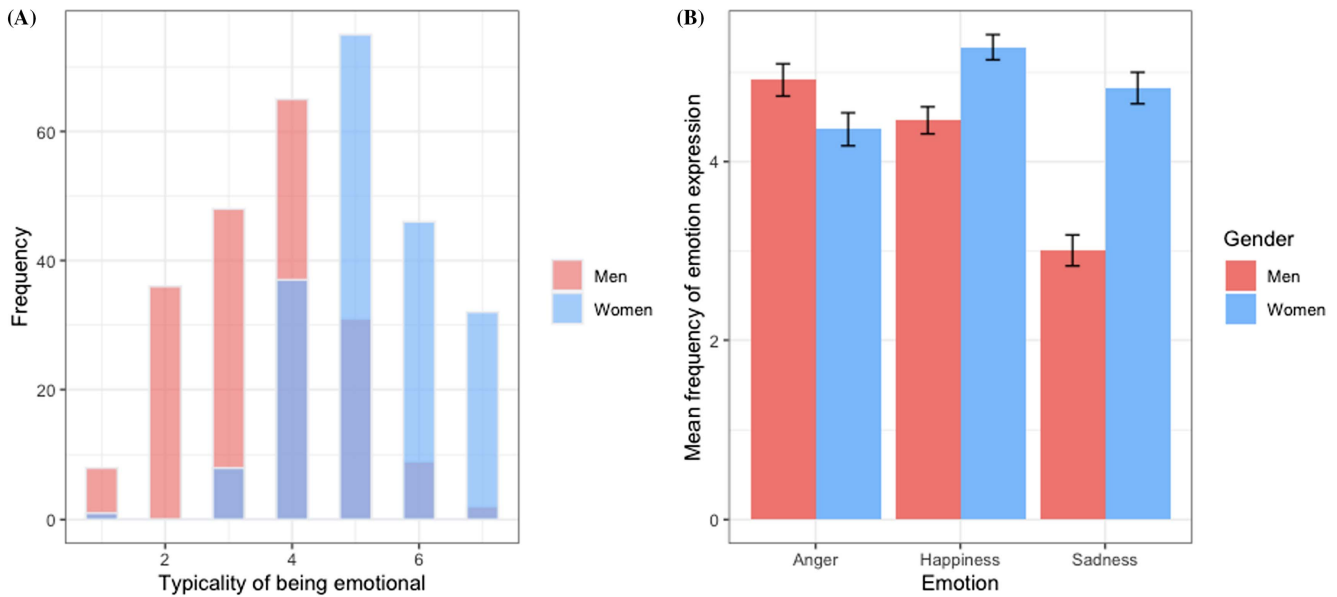 (A)
Frequency
60
40
20
0
2
4
6
Typicality of being emotional
Men
Women
(B)
Mean frequency of emotion expression
4
2
0
Anger
Happiness
Sadness
Emotion
Gender
Men
Women